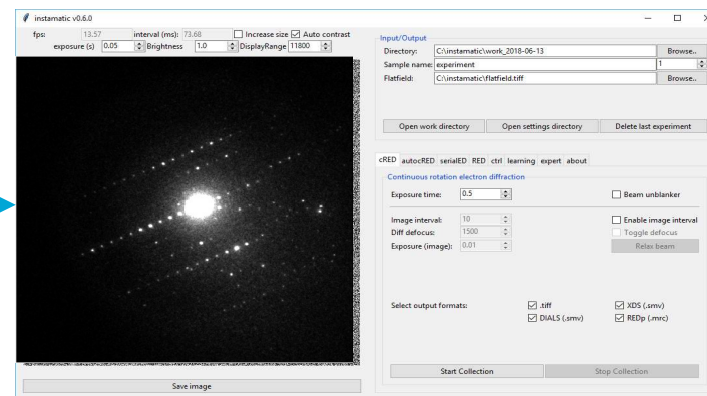 instamatic v0.6.0
fps: 13.57 interval (ms): 73.68 Increase size Auto contrast
exposure (s) 0.05 Brightness 1.0 DisplayRange 11800
Save image
Input/Output
Directory: C:\instamatic\work_2018-06-13 Browse..
Sample name: experiment 1
Flatfield: C:\instamatic\flatfield.tiff Browse..
Open work directory Open settings directory Delete last experiment
cRED autocRED serialED RED ctrl learning expert about
Continuous rotation electron diffraction
Exposure time: 0.5 Beam unblanker
Image interval: 10 Enable image interval
Diff defocus: 1500 Toggle defocus
Exposure (image): 0.01 Relax beam
Select output formats: .tiff XDS (.smv)
DIALS (.smv) REDp (.mrc)
Start Collection Stop Collection